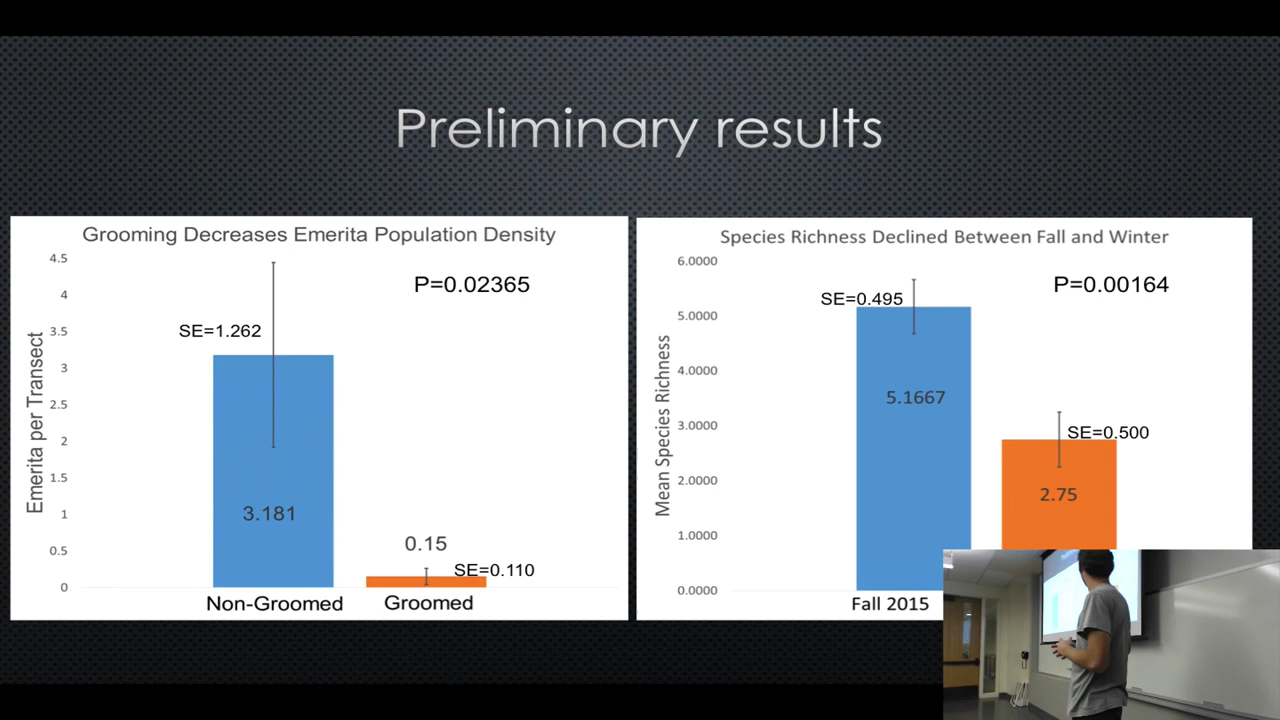 Preliminary results
Grooming Decreases Emerita Population Density
P=0.02365
SE=1.262
4.5
4
3.5
3
2.5
2
1.5
1
0.5
0
Emerita per Transect
3.181
0.15
SE=0.110
Non-Groomed
Groomed
Species Richness Declined Between Fall and Winter
P=0.00164
SE=0.495
6.0000
5.0000
4.0000
3.0000
2.0000
1.0000
0.0000
Mean Species Richness
5.1667
SE=0.500
2.75
Fall 2015